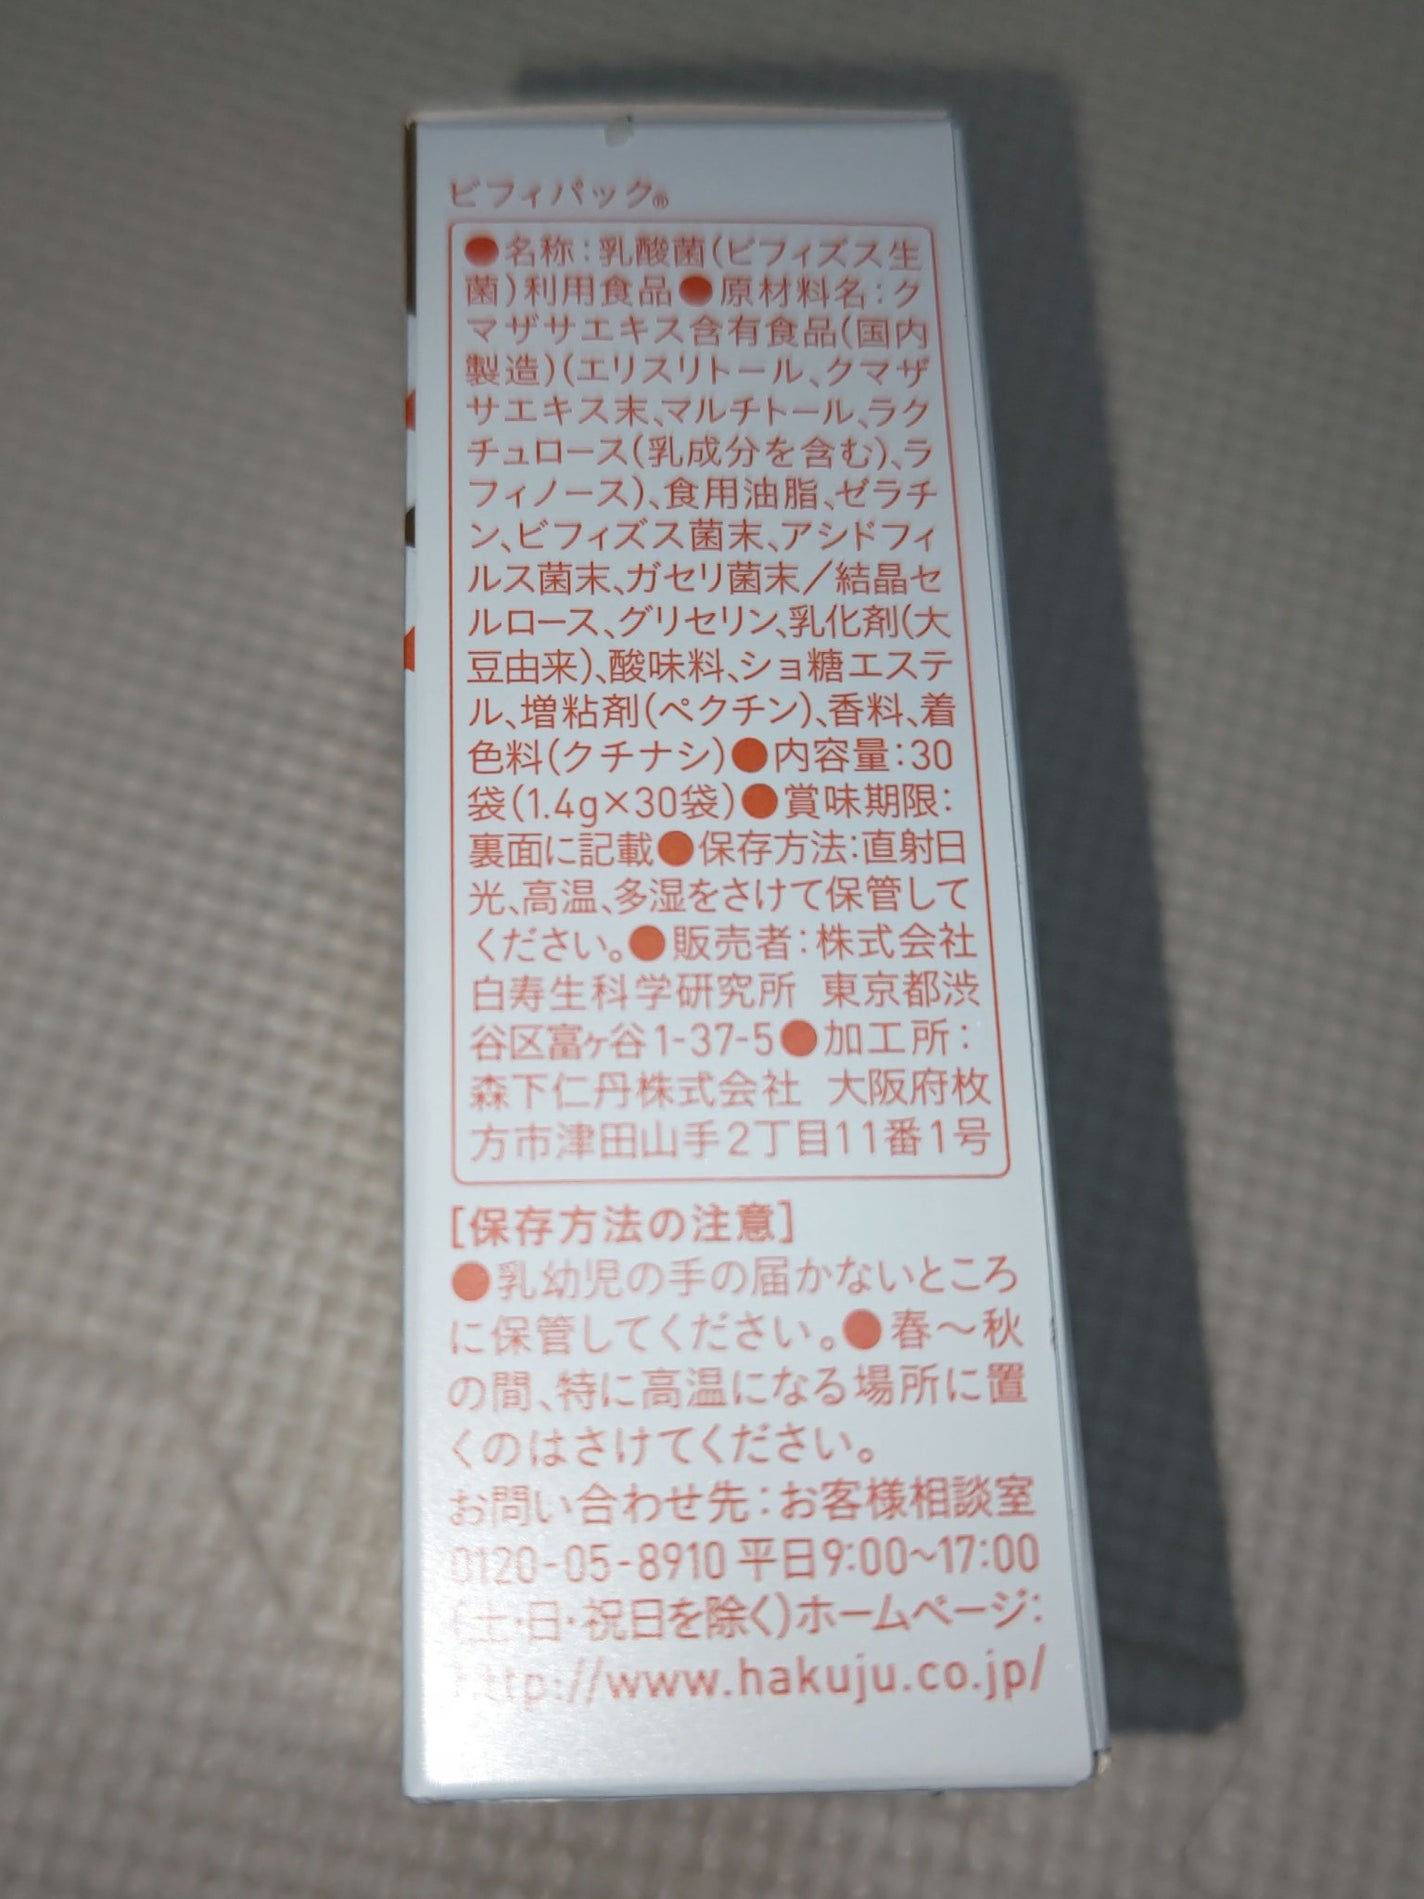 ビフィパック®
●名称:乳酸菌(ビフィズス生
菌)利用食品●原材料名:ク
マザサエキス含有食品(国内
製造)(エリスリトール、クマザ
サエキス末、マルチトール、ラク
チュロース(乳成分を含む)、ラ
フィノース)、食用油脂、ゼラチ
ン、ビフィズス菌末、アシドフィ
ルス菌末、ガセリ菌末／結晶セ
ルロース、グリセリン、乳化剤(大
豆由来)、酸味料、ショ糖エステ
ル、増粘剤(ペクチン)、香料、着
色料(クチナシ)●内容量:30
袋(1.4g×30袋)●賞味期限:
裏面に記載●保存方法:直射日
光、高温、多湿をさけて保管して
ください。●販売者:株式会社
白寿生科学研究所 東京都渋
谷区富ヶ谷1-37-5●加工所:
森下仁丹株式会社 大阪府枚
方市津田山手2丁目11番1号
[保存方法の注意]
●乳幼児の手の届かないところ
に保管してください。●春～秋
の間、特に高温になる場所に置
くのはさけてください。
お問い合わせ先:お客様相談室
0120-05-8910 平日9:00~17:00
(土・日・祝日を除く)ホームページ:
http://www.hakuju.co.jp/